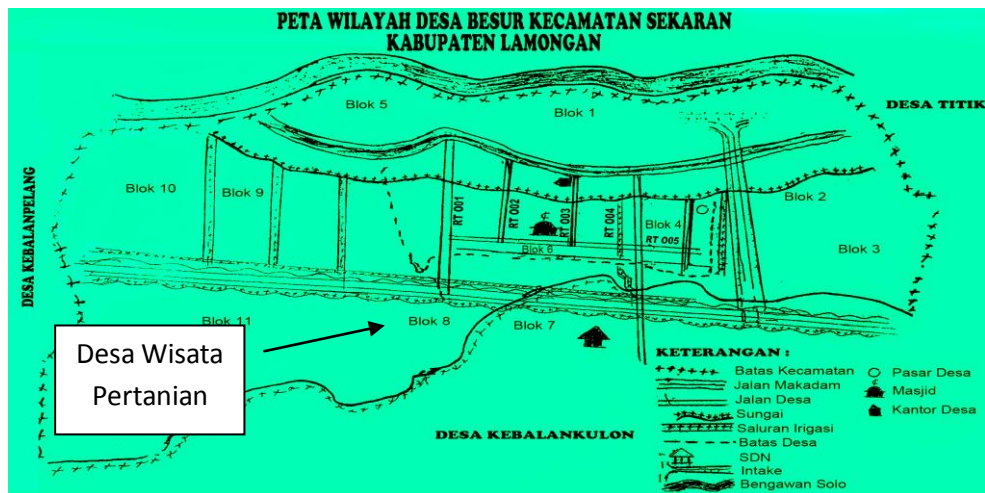 PETA WILAYAH DESA BESUR KECAMATAN SEKARAN
KABUPATEN LAMONGAN
DESA TITIK
Blok 5
Blok 1
Blok 10
Blok 9
Blok 2
Blok 3
RT 001
RT 002
RT 003
RT 004
Blok 4
RT 005
Blok 6
DESA KEBALANPELANG
Blok 11
Blok 8
Blok 7
Desa Wisata
Pertanian
DESA KEBALANKULON
KETERANGAN :
Batas Kecamatan
Jalan Makadam
Jalan Desa
Sungai
Saluran Irigasi
Batas Desa
SDN
Intake
Bengawan Solo
Pasar Desa
Masjid
Kantor Desa